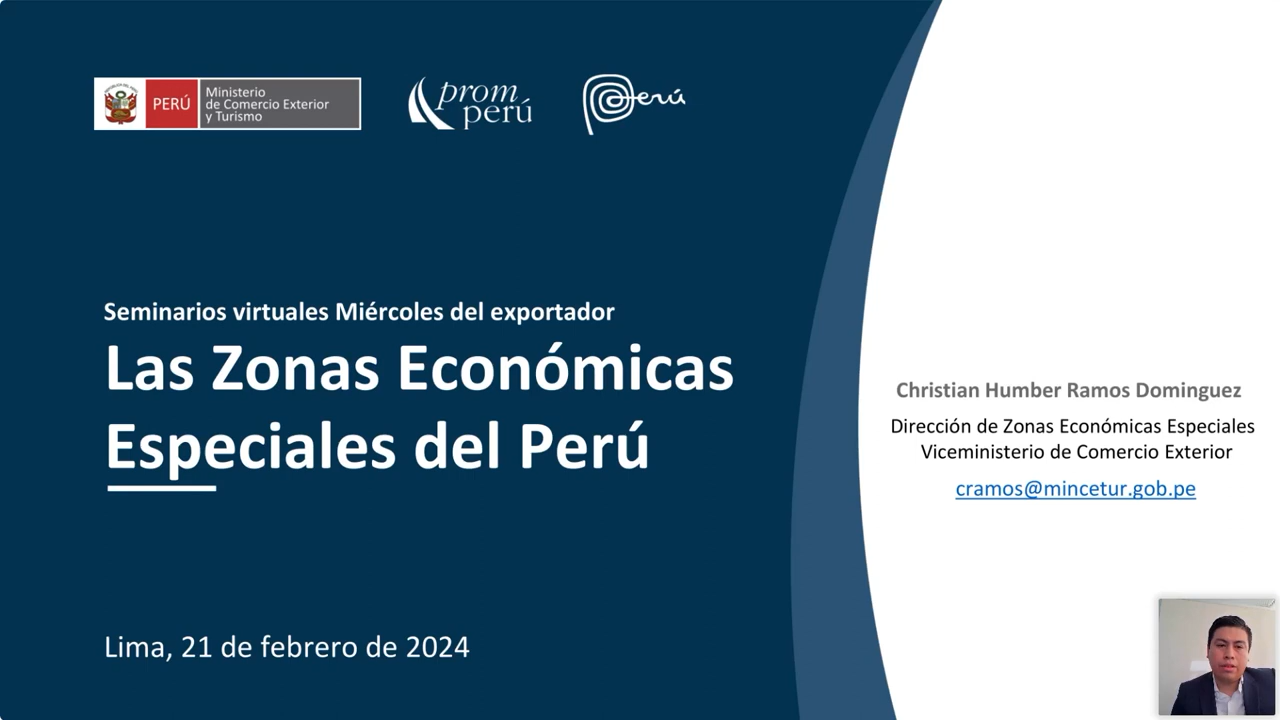 PERÚ
Ministerio
de Comercio Exterior
y Turismo
prom
perú
Perú
Seminarios virtuales Miércoles del exportador
Las Zonas Económicas
Especiales del Perú
Lima, 21 de febrero de 2024
Christian Humber Ramos Dominguez
Dirección de Zonas Económicas Especiales
Viceministerio de Comercio Exterior
cramos@mincetur.gob.pe